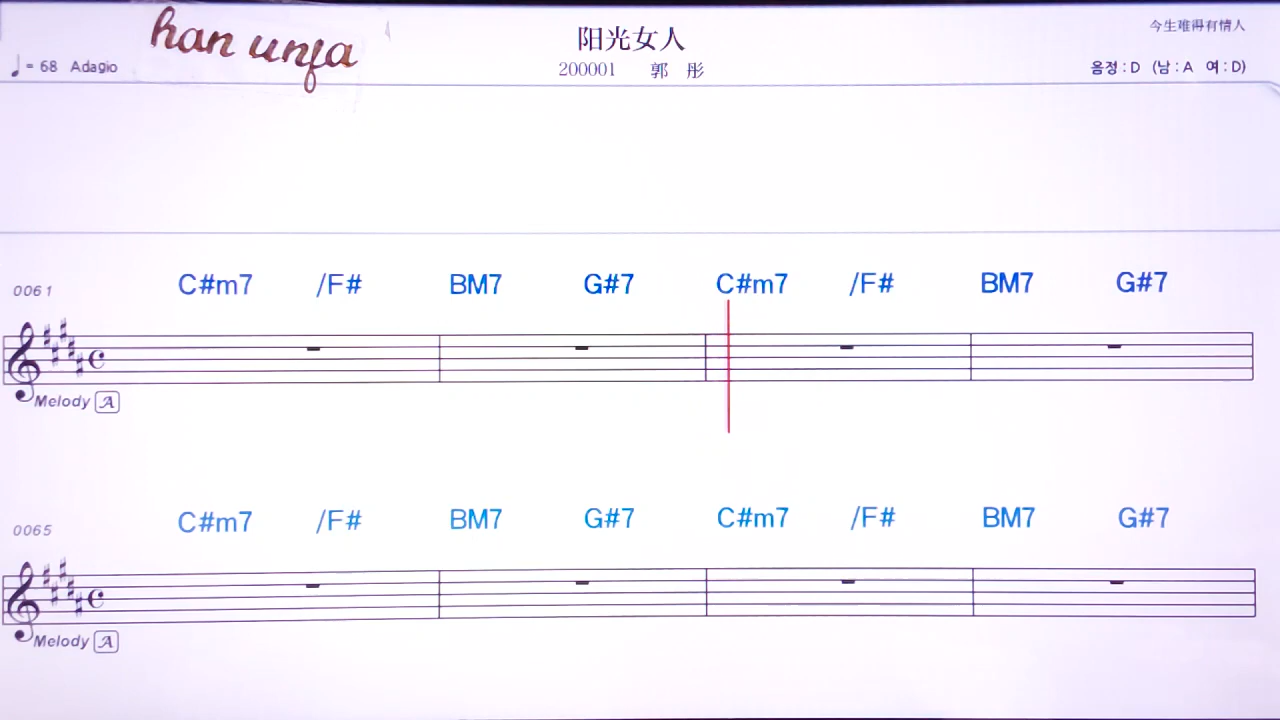 han unfa
阳光女人
今生难得有情人
♩= 68 Adagio
200001 郭 彤
음정 : D (남 : A 여 : D)
0061 C#m7 /F# BM7 G#7 C#m7 /F# BM7 G#7
Melody A
0065 C#m7 /F# BM7 G#7 C#m7 /F# BM7 G#7
Melody A